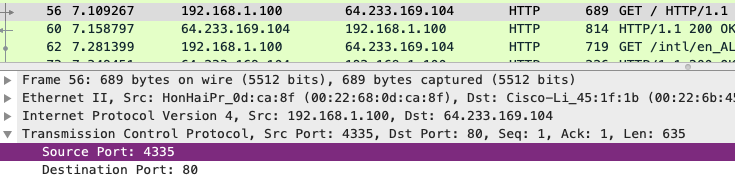 56 7.109267 192.168.1.100 64.233.169.104 HTTP 689 GET / HTTP/1.1
60 7.158797 64.233.169.104 192.168.1.100 HTTP 814 HTTP/1.1 200 OK
62 7.281399 192.168.1.100 64.233.169.104 HTTP 719 GET /intl/en_AL
Frame 56: 689 bytes on wire (5512 bits), 689 bytes captured (5512 bits)
Ethernet II, Src: HonHaiPr_0d:ca:8f (00:22:68:0d:ca:8f), Dst: Cisco-Li_45:1f:1b (00:22:6b:45
Internet Protocol Version 4, Src: 192.168.1.100, Dst: 64.233.169.104
Transmission Control Protocol, Src Port: 4335, Dst Port: 80, Seq: 1, Ack: 1, Len: 635
Source Port: 4335
Destination Port: 80